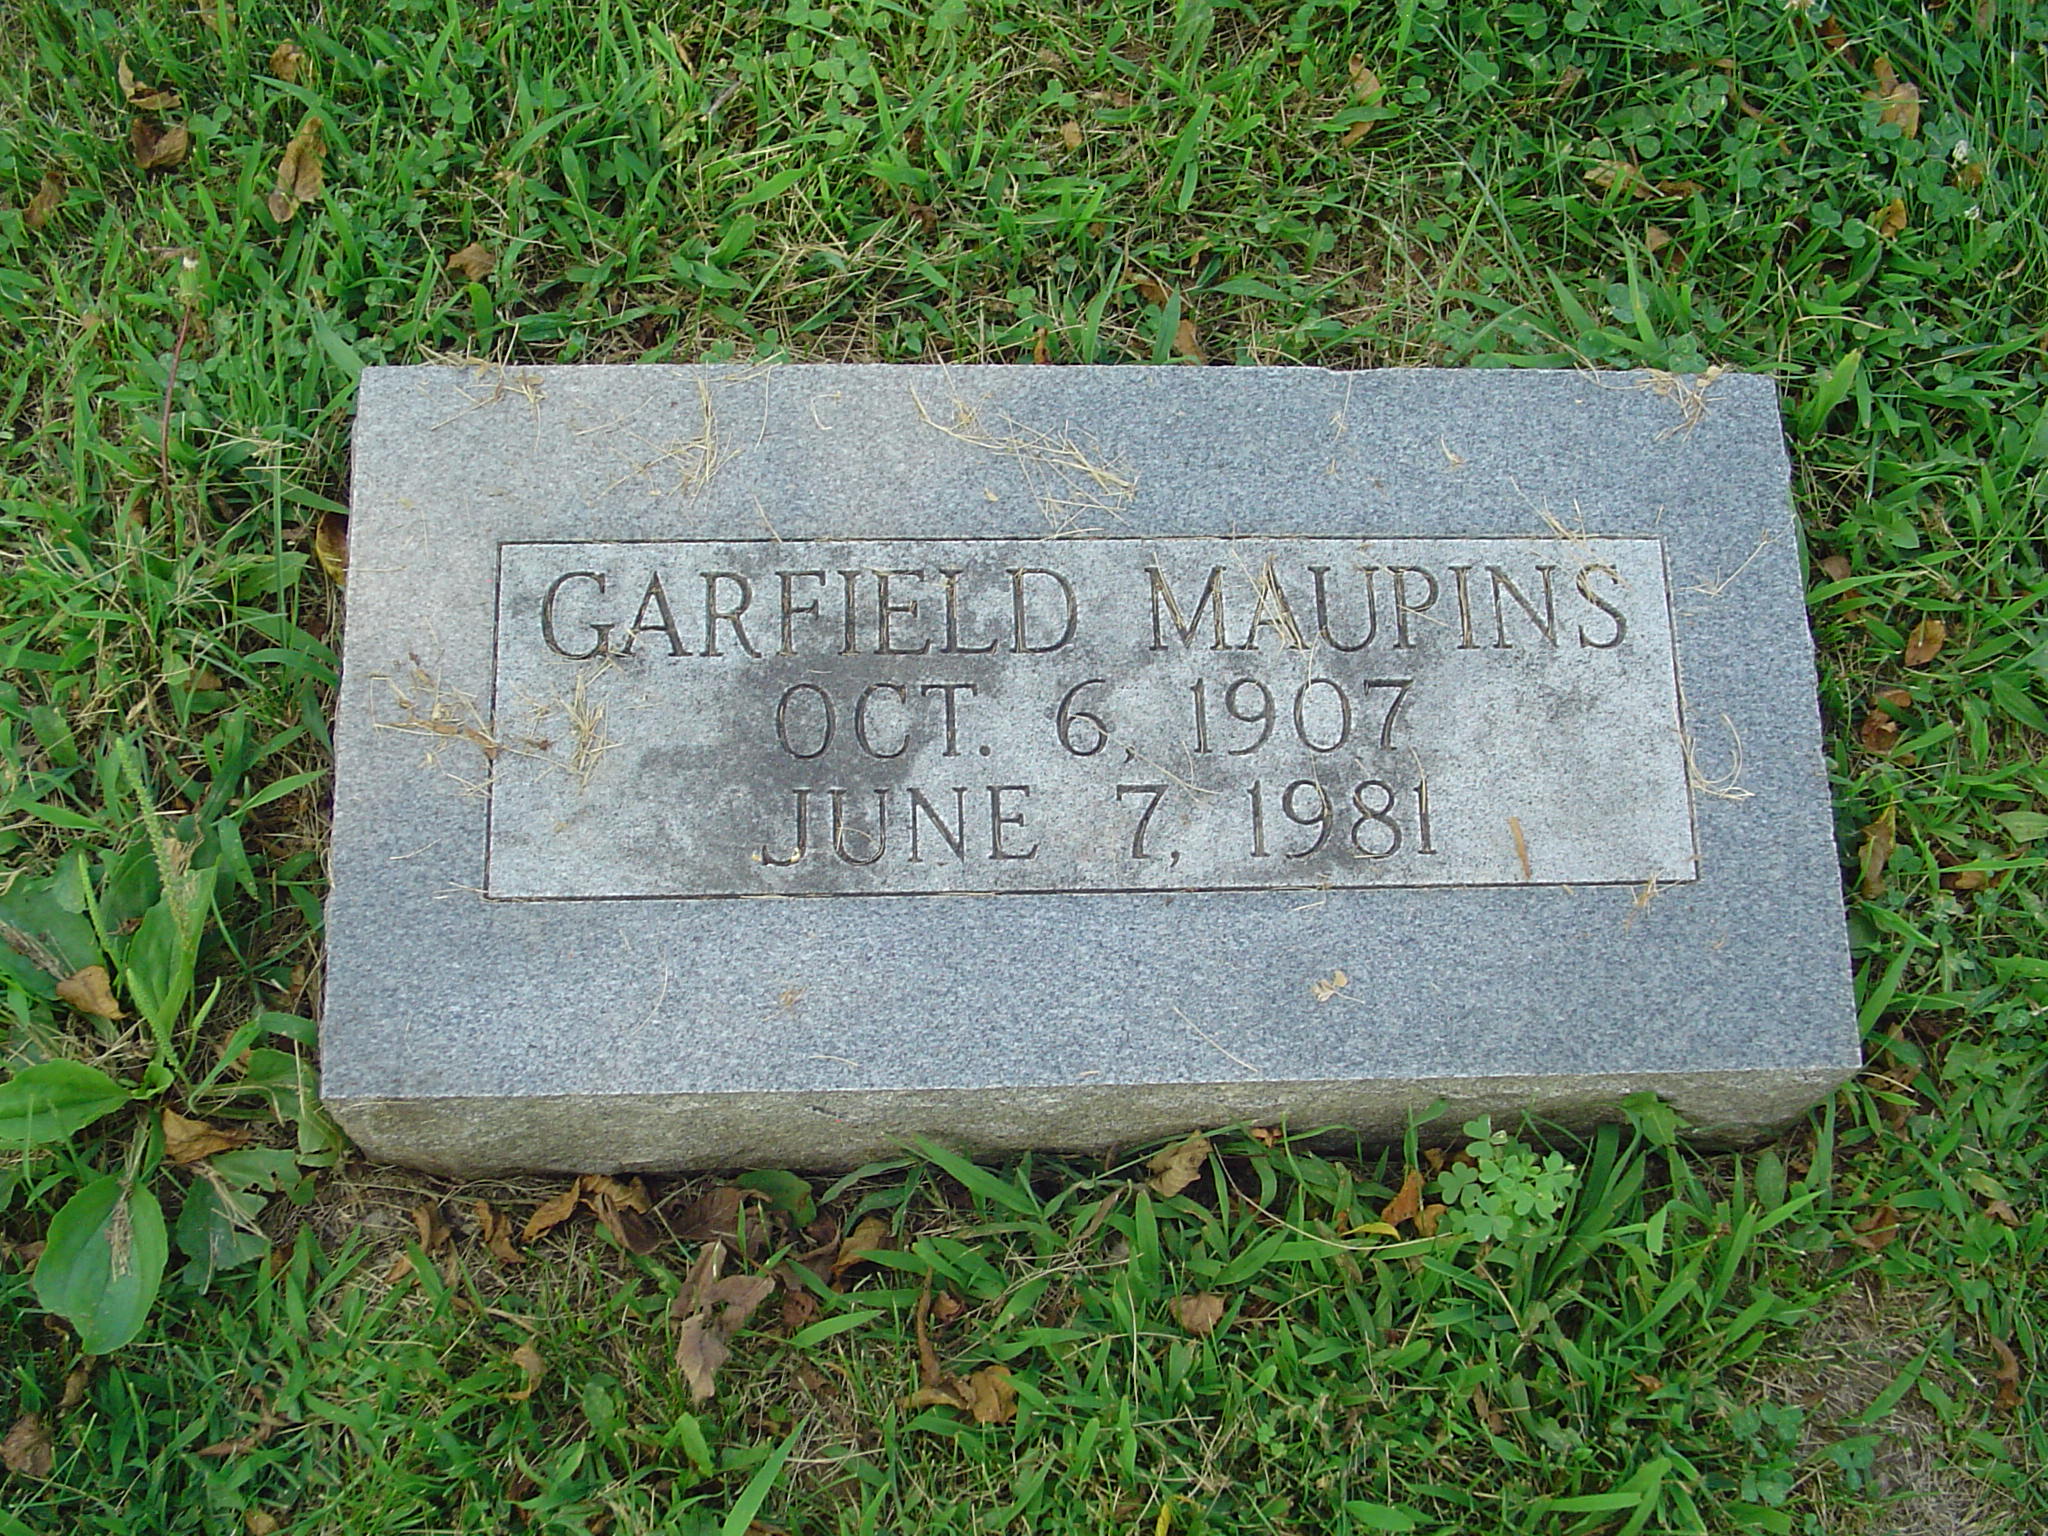 GARFIELD MAUPINS
OCT. 6, 1907
JUNE 7, 1981